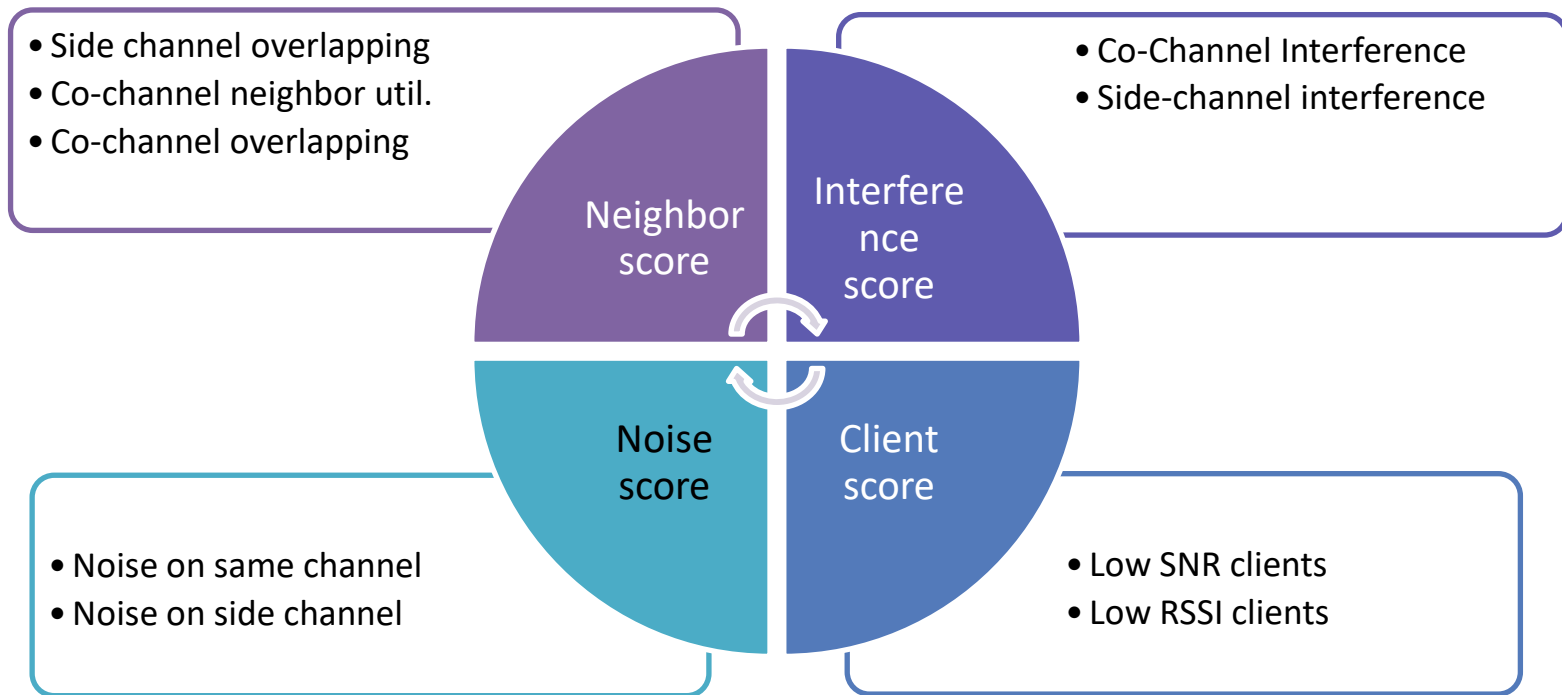 • Side channel overlapping
• Co-channel neighbor util.
• Co-channel overlapping
• Co-Channel Interference
• Side-channel interference
Neighbor
score
Interfere
nce
score
Noise
score
Client
score
• Noise on same channel
• Noise on side channel
• Low SNR clients
• Low RSSI clients